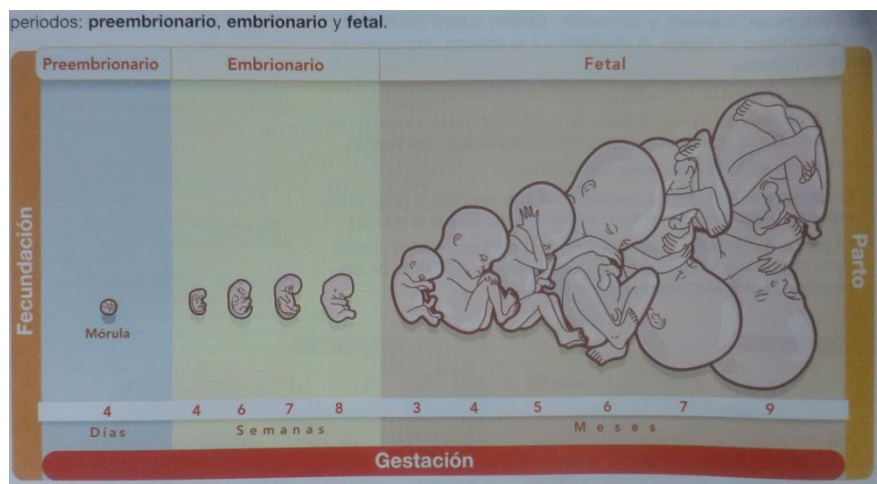 periodos: preembrionario, embrionario y fetal.
Preembrionario Embrionario Fetal
Fecundación
Parto
Mórula
4 4 6 7 8 3 4 5 6 7 9
Días Semanas Meses
Gestación